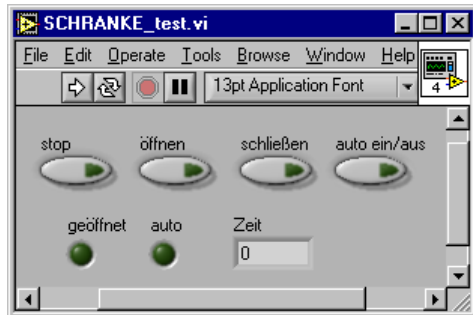 SCHRANKE_test.vi
File Edit Operate Tools Browse Window Help
13pt Application Font
4
stop öffnen schließen auto ein/aus
geöffnet auto Zeit
0